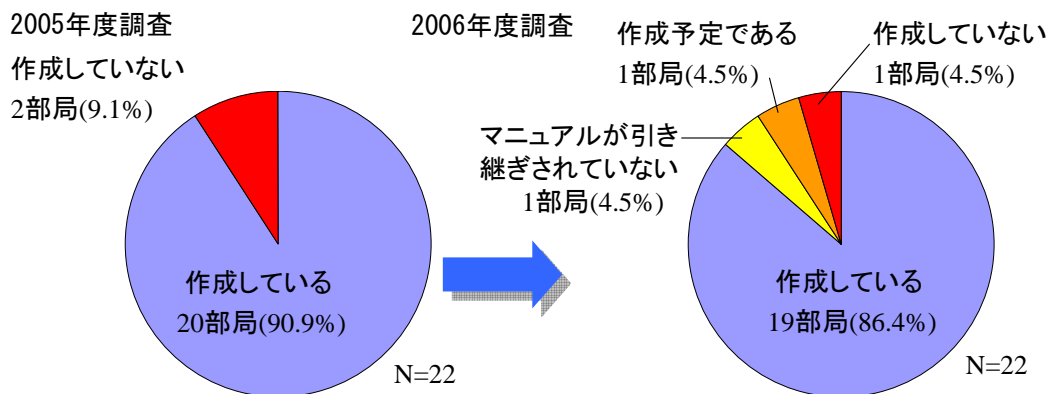 2005年度調査
作成していない
2部局(9.1%)
作成している
20部局(90.9%)
N=22
2006年度調査
作成予定である
1部局(4.5%)
作成していない
1部局(4.5%)
マニュアルが引き
継ぎされていない
1部局(4.5%)
作成している
19部局(86.4%)
N=22